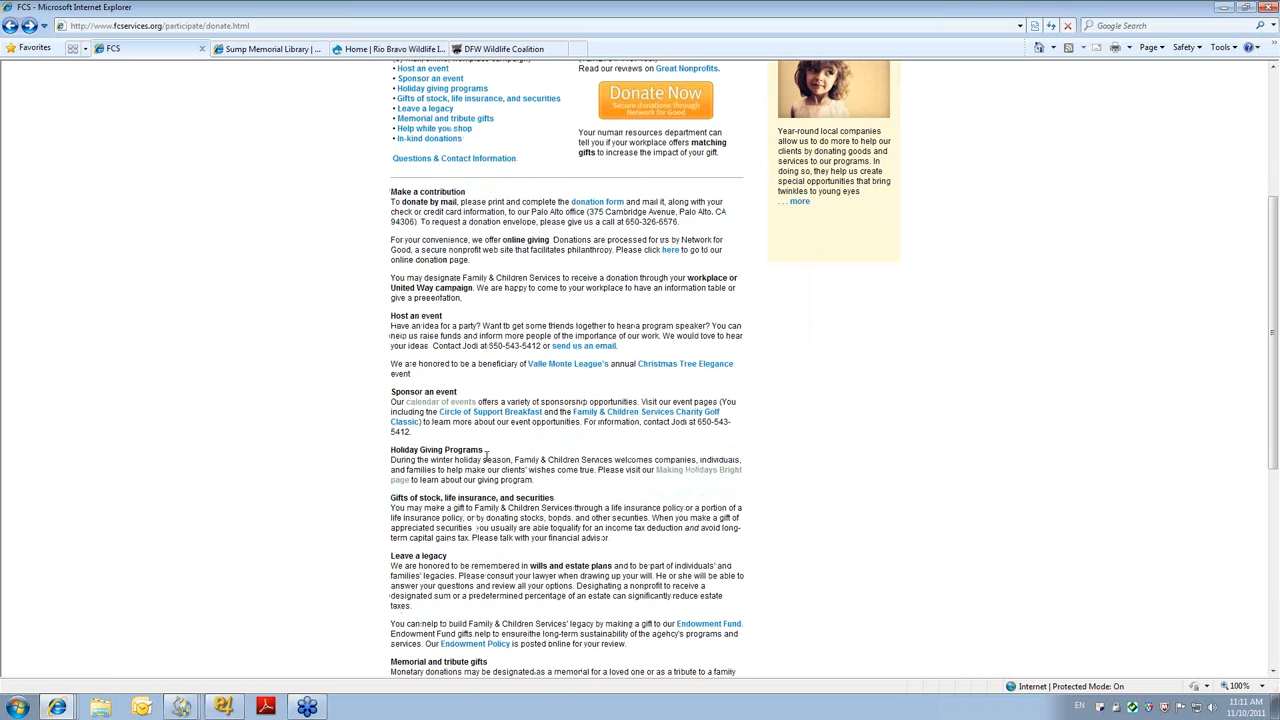 FCS - Microsoft Internet Explorer
http://www.fcservices.org/participate/donate.html
Google Search
Favorites
FCS
Sump Memorial Library | ...
Home | Rio Bravo Wildlife I...
DFW Wildlife Coalition
Page
Safety
Tools
• Host an event
• Sponsor an event
• Holiday giving programs
• Gifts of stock, life insurance, and securities
• Leave a legacy
• Memorial and tribute gifts
• Help while you shop
• In-kind donations
Questions & Contact Information.
Read our reviews on Great Nonprofits.
Donate Now
Secure donations through
Network for Good
Your human resources department can
tell you if your workplace offers matching
gifts to increase the impact of your gift.
Year-round local companies
allow us to do more to help our
clients by donating goods and
services to our programs. In
doing so, they help us create
special opportunities that bring
twinkles to young eyes
. . . more
Make a contribution
To donate by mail, please print and complete the donation form and mail it, along with your
check or credit card information, to our Palo Alto office (375 Cambridge Avenue, Palo Alto, CA
94306). To request a donation envelope, please give us a call at 650-326-6576.
For your convenience, we offer online giving. Donations are processed for us by Network for
Good, a secure nonprofit web site that facilitates philanthropy. Please click here to go to our
online donation page.
You may designate Family & Children Services to receive a donation through your workplace or
United Way campaign. We are happy to come to your workplace to have an information table or
give a presentation.
Host an event
Have an idea for a party? Want to get some friends together to hear a program speaker? You can
help us raise funds and inform more people of the importance of our work. We would love to hear
your ideas. Contact Jodi at 650-543-5412 or send us an email.
We are honored to be a beneficiary of Valle Monte League's annual Christmas Tree Elegance
event
Sponsor an event
Our calendar of events offers a variety of sponsorship opportunities. Visit our event pages (You
including the Circle of Support Breakfast and the Family & Children Services Charity Golf
Classic) to learn more about our event opportunities. For information, contact Jodi at 650-543-
5412.
Holiday Giving Programs
During the winter holiday season, Family & Children Services welcomes companies, individuals,
and families to help make our clients' wishes come true. Please visit our Making Holidays Bright
page to learn about our giving program.
Gifts of stock, life insurance, and securities
You may make a gift to Family & Children Services through a life insurance policy or a portion of a
life insurance policy, or by donating stocks, bonds, and other securities. When you make a gift of
appreciated securities you usually are able to qualify for an income tax deduction and avoid long-
term capital gains tax. Please talk with your financial advisor
Leave a legacy
We are honored to be remembered in wills and estate plans and to be part of individuals' and
families' legacies. Please consult your lawyer when drawing up your will. He or she will be able to
answer your questions and review all your options. Designating a nonprofit to receive a
designated sum or a predetermined percentage of an estate can significantly reduce estate
taxes.
You can help to build Family & Children Services' legacy by making a gift to our Endowment Fund.
Endowment Fund gifts help to ensure the long-term sustainability of the agency's programs and
services. Our Endowment Policy is posted online for your review.
Memorial and tribute gifts
Monetary donations may be designated as a memorial for a loved one or as a tribute to a family
Internet | Protected Mode: On
100%
EN
11:11 AM
11/10/2011